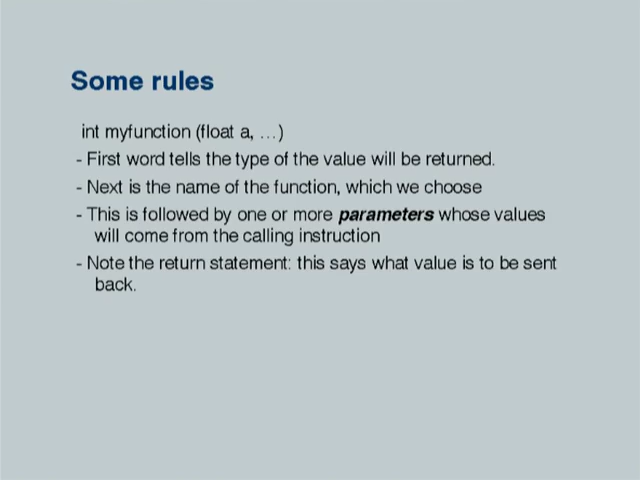 Some rules
int myfunction (float a, …)
- First word tells the type of the value will be returned.
- Next is the name of the function, which we choose
- This is followed by one or more parameters whose values
will come from the calling instruction
- Note the return statement: this says what value is to be sent
back.